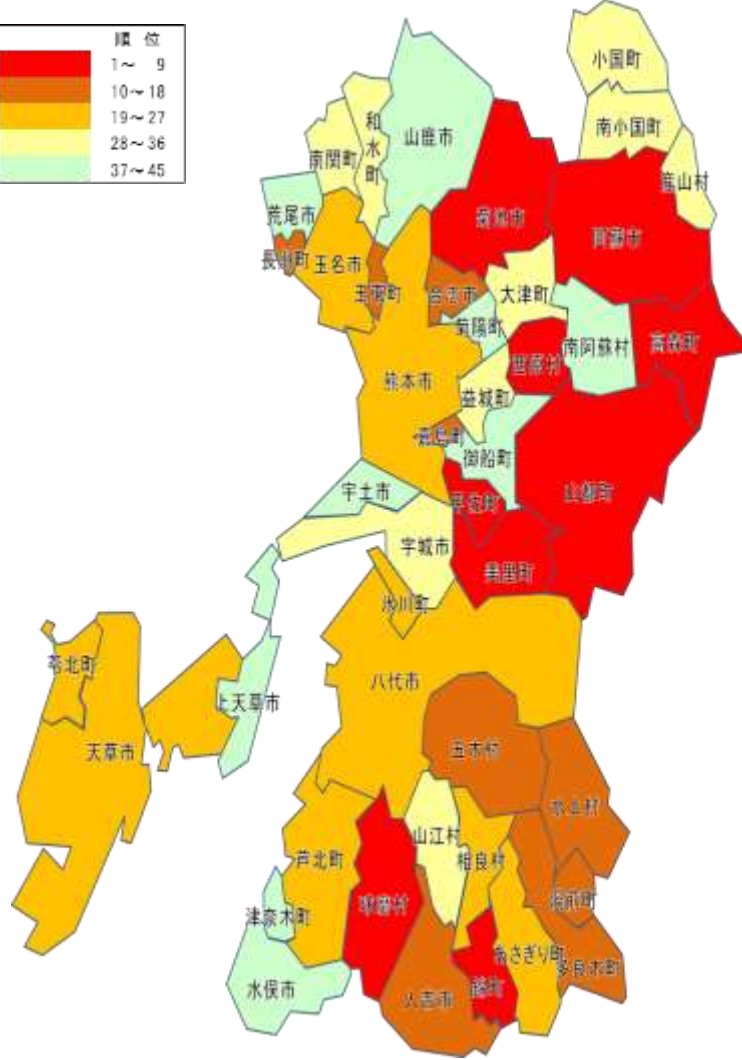 順 位
1～ 9
10～18
19～27
28～36
37～45
小国町
南小国町
産山村
和水町
山鹿市
南関町
菊池市
阿蘇市
荒尾市
長洲町
玉名市
玉東町
合志市
大津町
菊陽町
西原村
南阿蘇村
高森町
熊本市
益城町
嘉島町
御船町
宇土市
甲佐町
山都町
宇城市
美里町
氷川町
苓北町
八代市
上天草市
天草市
五木村
水上村
山江村
相良村
芦北町
湯前町
球磨村
津奈木町
あさぎり町
多良木町
水俣市
人吉市
錦町